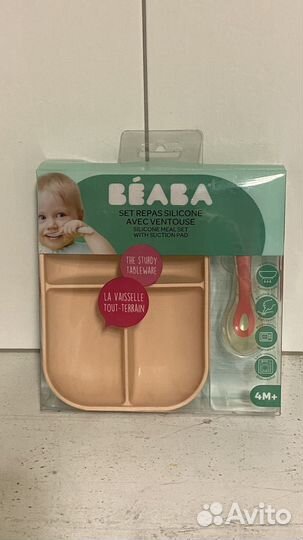 BÉABA
SET REPAS SILICONE
AVEC VENTOUSE
SILICONE MEAL SET
WITH SUCTION PAD
THE STURDY
TABLEWARE
LA VAISSELLE
TOUT-TERRAIN
4M+
Avito